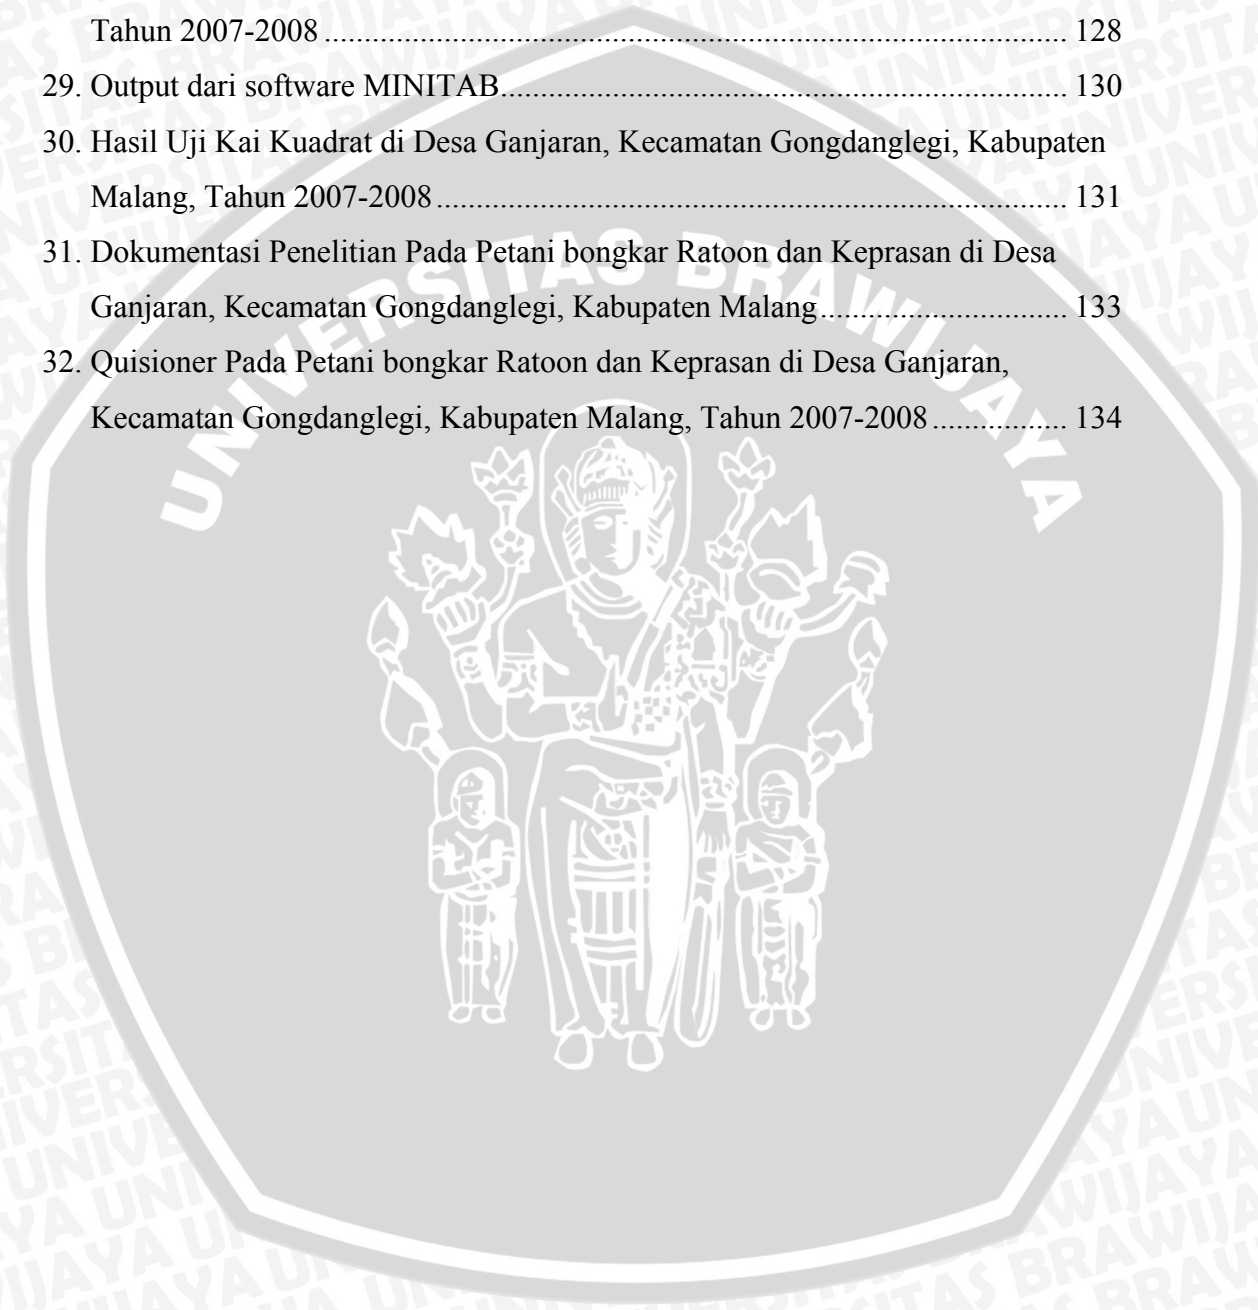 Tahun 2007-2008 ............................................................................................. 128
29. Output dari software MINITAB....................................................................... 130
30. Hasil Uji Kai Kuadrat di Desa Ganjaran, Kecamatan Gongdanglegi, Kabupaten
Malang, Tahun 2007-2008 ............................................................................... 131
31. Dokumentasi Penelitian Pada Petani bongkar Ratoon dan Keprasan di Desa
Ganjaran, Kecamatan Gongdanglegi, Kabupaten Malang............................... 133
32. Quisioner Pada Petani bongkar Ratoon dan Keprasan di Desa Ganjaran,
Kecamatan Gongdanglegi, Kabupaten Malang, Tahun 2007-2008 ................. 134
UNIVERSITAS BRAWIJAYA